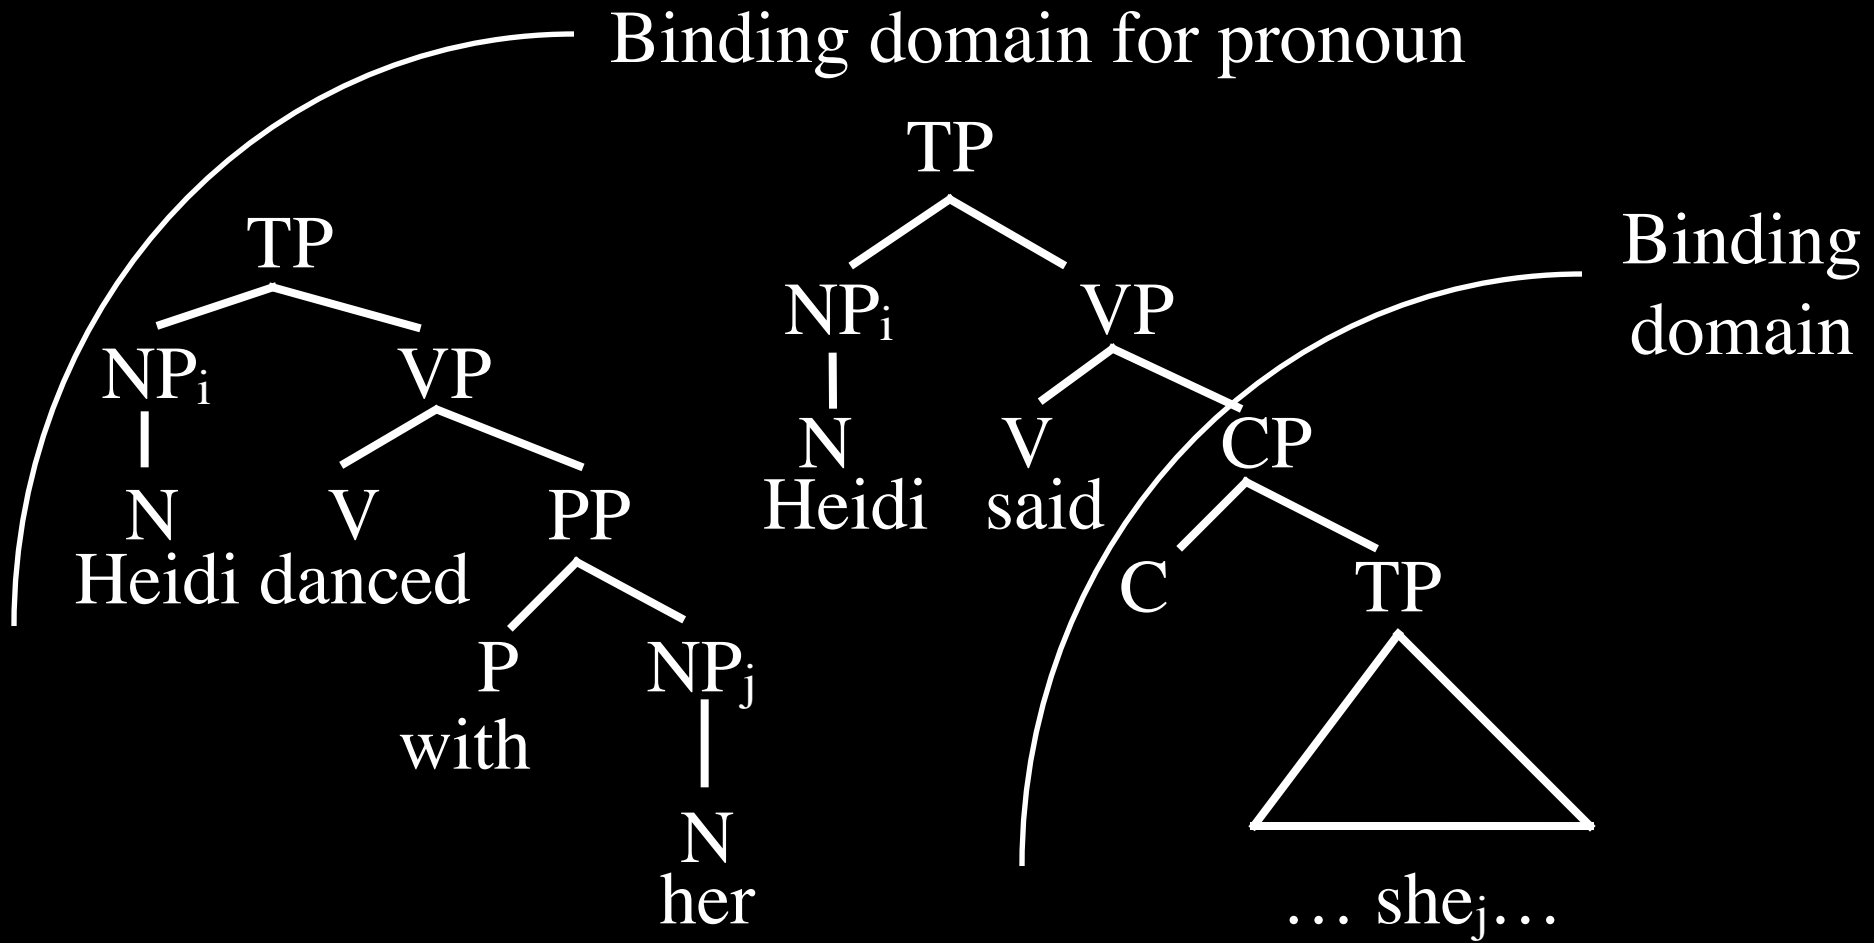 Binding domain for pronoun
TP
Binding
domain
TP
NPi VP
NPi VP
N V CP
Heidi said
N V PP
Heidi danced
C TP
P NPj
with
N
her
… shej…